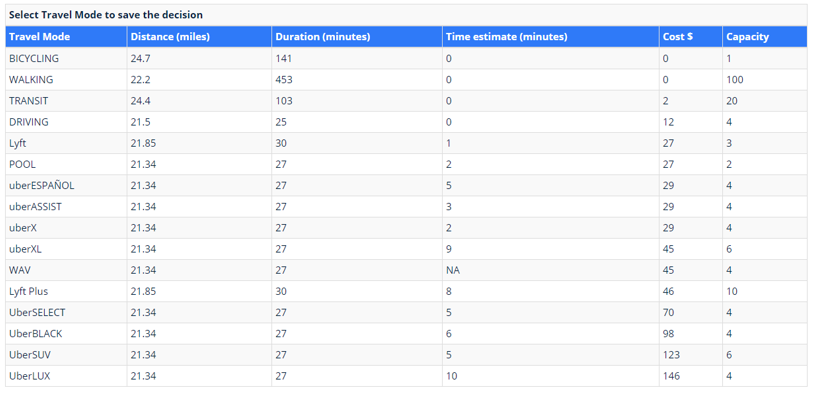 Select Travel Mode to save the decision
Travel Mode Distance (miles) Duration (minutes) Time estimate (minutes) Cost $ Capacity
BICYCLING 24.7 141 0 0 1
WALKING 22.2 453 0 0 100
TRANSIT 24.4 103 0 2 20
DRIVING 21.5 25 0 12 4
Lyft 21.85 30 1 27 3
POOL 21.34 27 2 27 2
uberESPAÑOL 21.34 27 5 29 4
uberASSIST 21.34 27 3 29 4
uberX 21.34 27 2 29 4
uberXL 21.34 27 9 45 6
WAV 21.34 27 NA 45 4
Lyft Plus 21.85 30 8 46 10
UberSELECT 21.34 27 5 70 4
UberBLACK 21.34 27 6 98 4
UberSUV 21.34 27 5 123 6
UberLUX 21.34 27 10 146 4